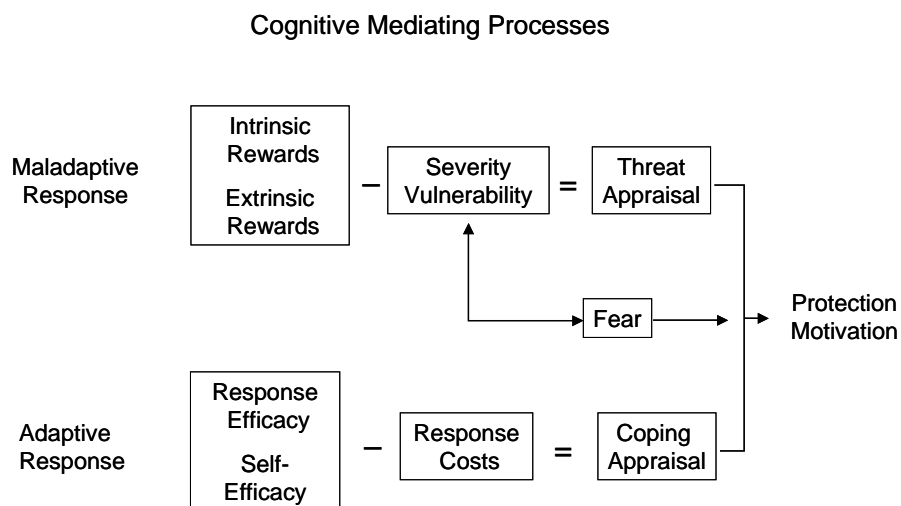 Cognitive Mediating Processes
Maladaptive
Response
Intrinsic
Rewards
Extrinsic
Rewards
–
Severity
Vulnerability
=
Threat
Appraisal
Fear
Protection
Motivation
Adaptive
Response
Response
Efficacy
Self-
Efficacy
–
Response
Costs
=
Coping
Appraisal